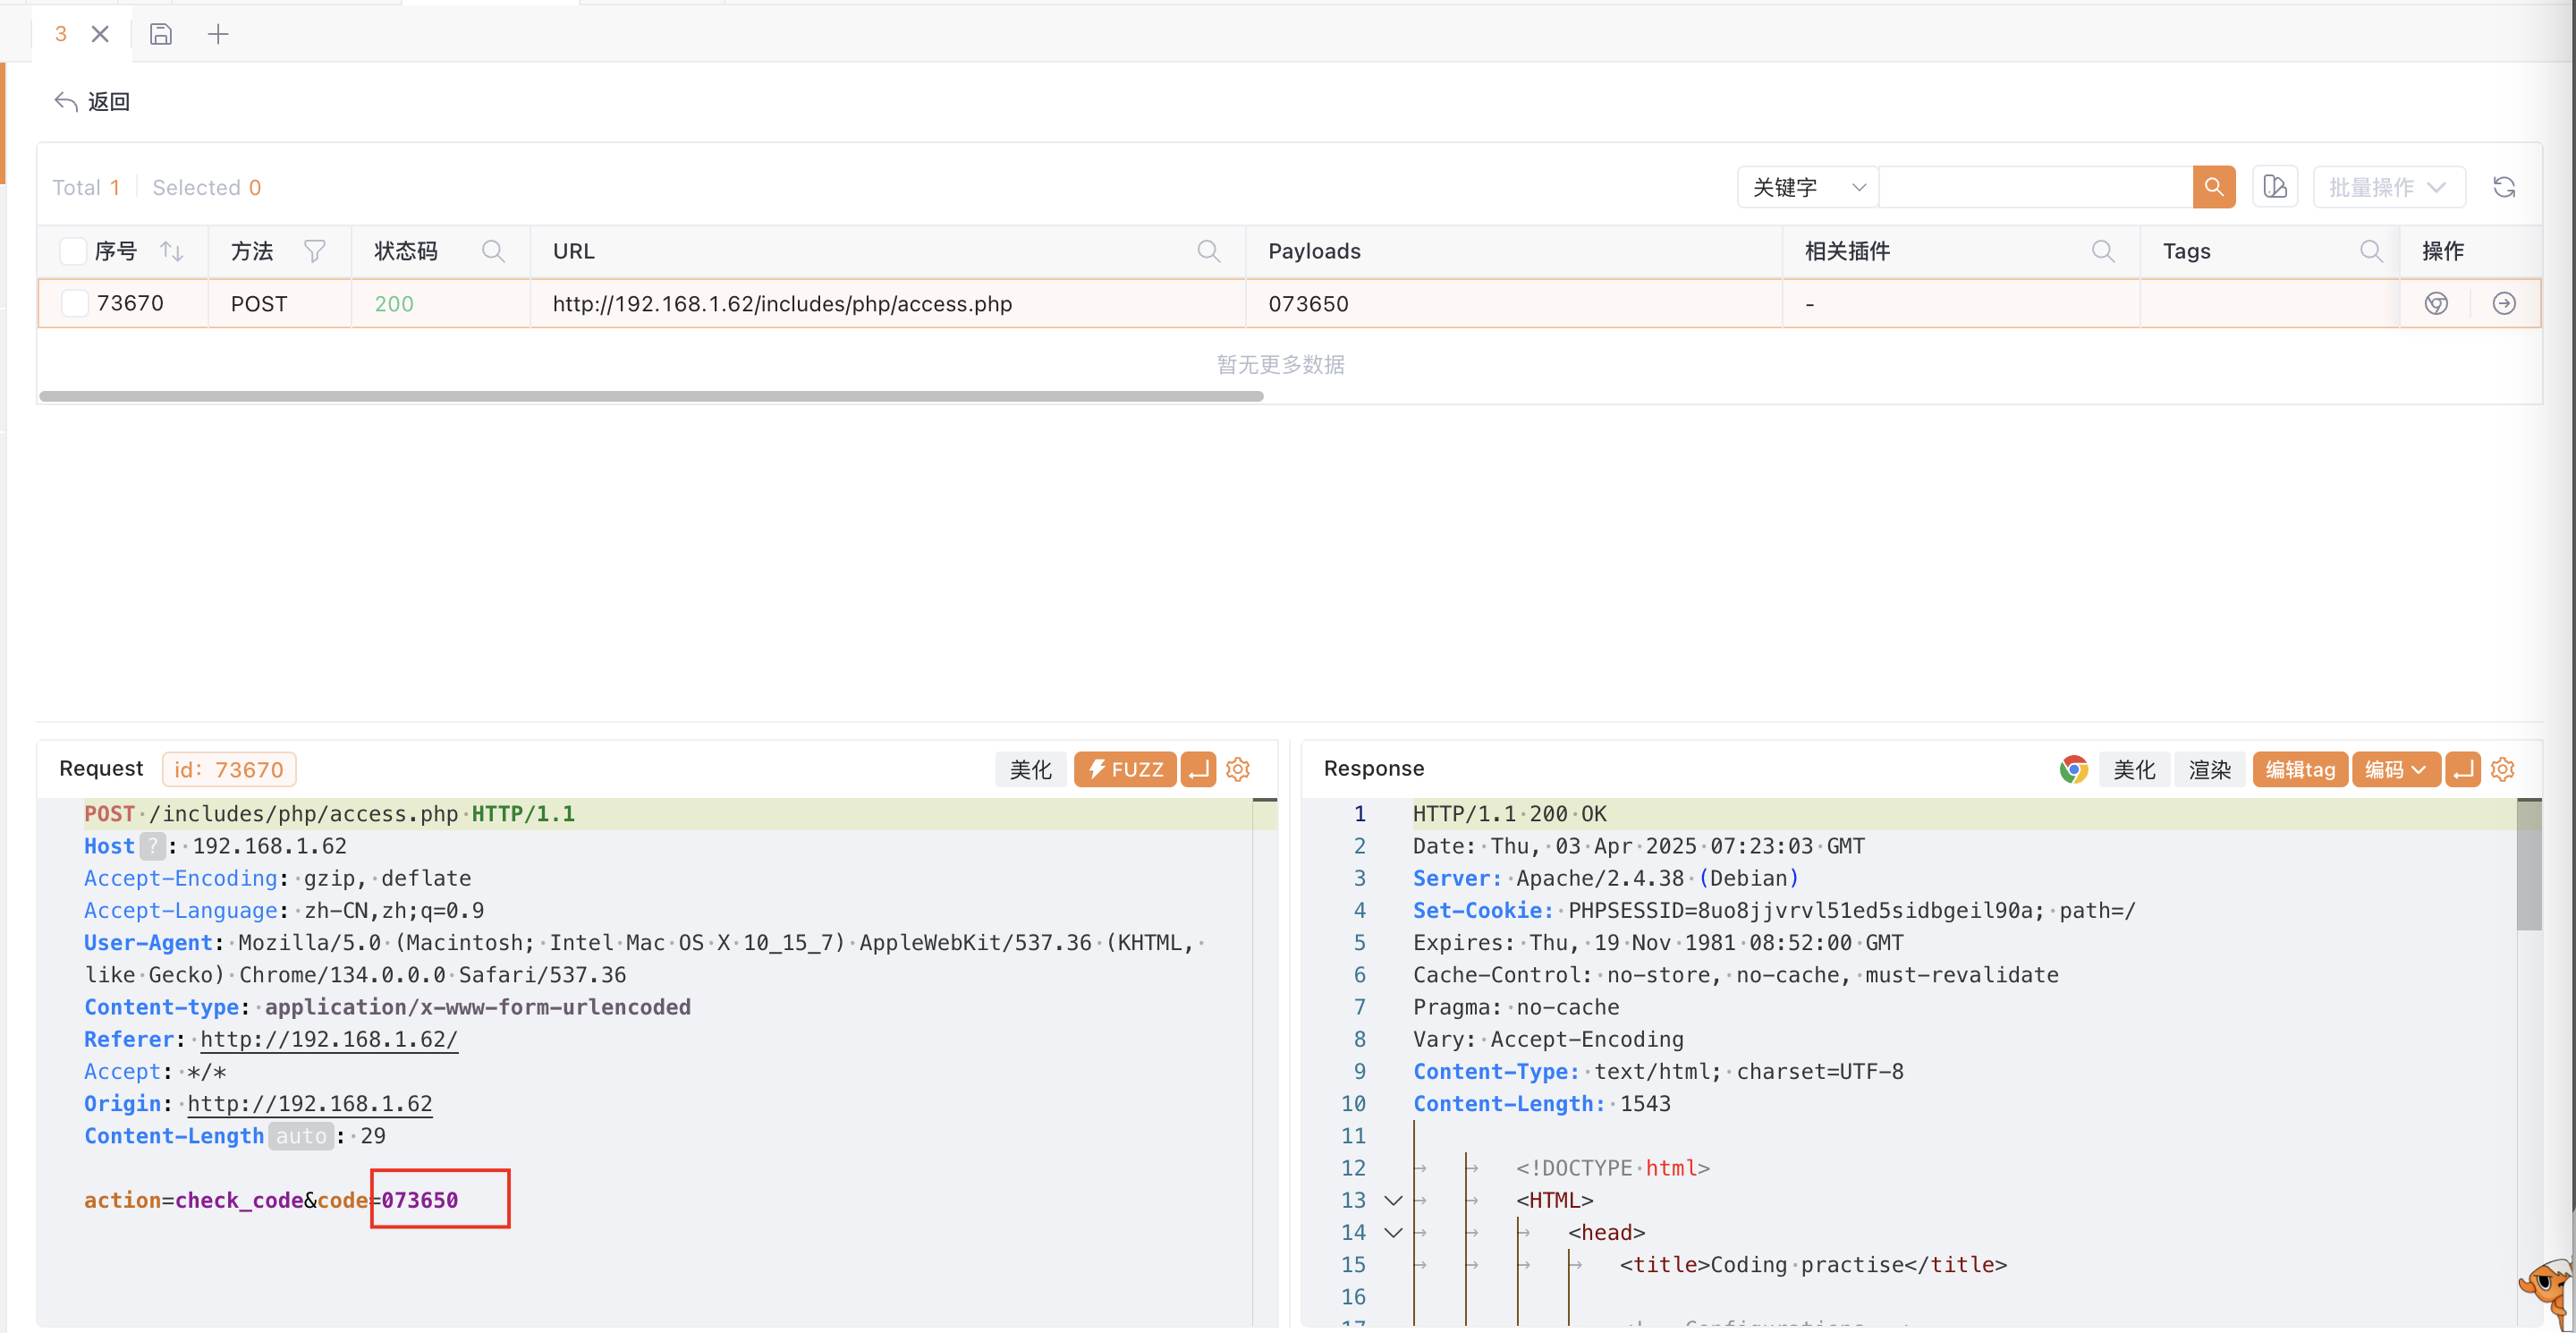 3
返回
Total 1 Selected 0 关键字 批量操作
序号 方法 状态码 URL Payloads 相关插件 Tags 操作
73670 POST 200 http://192.168.1.62/includes/php/access.php 073650 -
暂无更多数据
Request id: 73670 美化 FUZZ
POST /includes/php/access.php HTTP/1.1
Host ? : 192.168.1.62
Accept-Encoding: gzip, deflate
Accept-Language: zh-CN,zh;q=0.9
User-Agent: Mozilla/5.0 (Macintosh; Intel Mac OS X 10_15_7) AppleWebKit/537.36 (KHTML,
like Gecko) Chrome/134.0.0.0 Safari/537.36
Content-type: application/x-www-form-urlencoded
Referer: http://192.168.1.62/
Accept: */*
Origin: http://192.168.1.62
Content-Length auto : 29
action=check_code&code=073650
Response 美化 渲染 编辑tag 编码
1 HTTP/1.1 200 OK
2 Date: Thu, 03 Apr 2025 07:23:03 GMT
3 Server: Apache/2.4.38 (Debian)
4 Set-Cookie: PHPSESSID=8uo8jjvrvl51ed5sidbgeil90a; path=/
5 Expires: Thu, 19 Nov 1981 08:52:00 GMT
6 Cache-Control: no-store, no-cache, must-revalidate
7 Pragma: no-cache
8 Vary: Accept-Encoding
9 Content-Type: text/html; charset=UTF-8
10 Content-Length: 1543
11
12 <!DOCTYPE html>
13 <HTML>
14 <head>
15 <title>Coding practise</title>
16
17